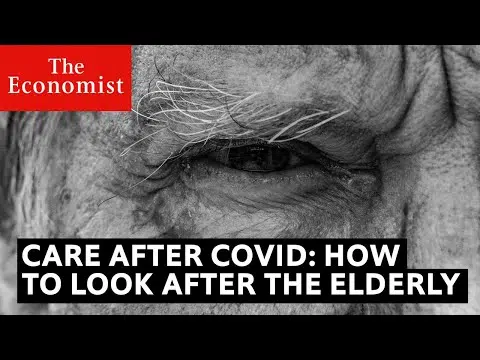 The
Economist
CARE AFTER COVID: HOW
TO LOOK AFTER THE ELDERLY